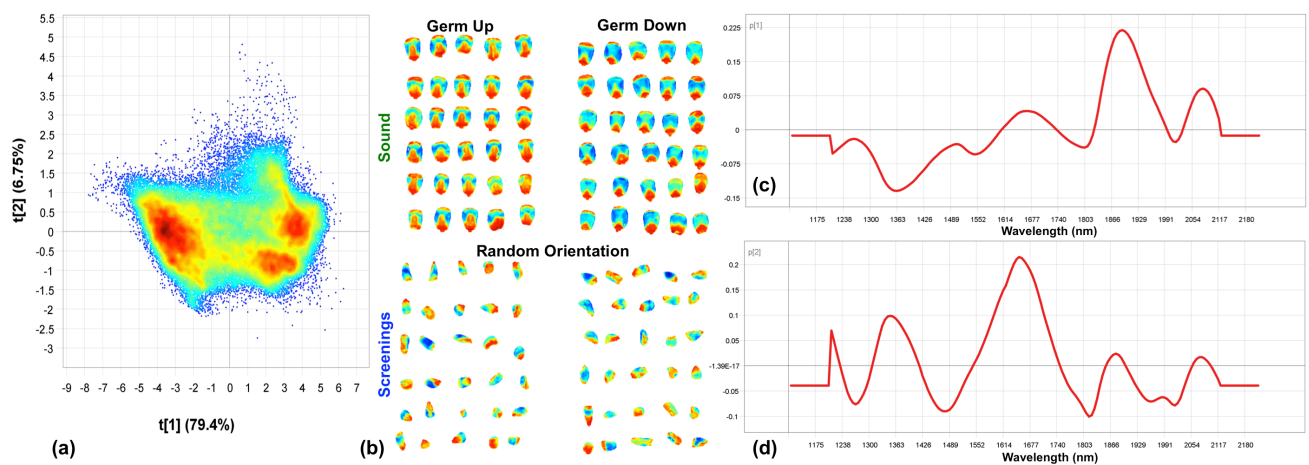 5.5
5
4.5
4
3.5
3
2.5
2
1.5
1
0.5
0
-0.5
-1
-1.5
-2
-2.5
-3
t[2] (6.75%)
-9 -8 -7 -6 -5 -4 -3 -2 -1 0 1 2 3 4 5 6 7
t[1] (79.4%)
(a)
Germ Up
Germ Down
Sound
Random Orientation
Screenings
(b)
p[1]
0.225
0.15
0.075
0
-0.075
-0.15
(c)
1175 1238 1300 1363 1426 1489 1552 1614 1677 1740 1803 1866 1929 1991 2054 2117 2180
Wavelength (nm)
p[2]
0.2
0.15
0.1
0.05
-1.39E-17
-0.05
-0.1
1175 1238 1300 1363 1426 1489 1552 1614 1677 1740 1803 1866 1929 1991 2054 2117 2180
(d)
Wavelength (nm)